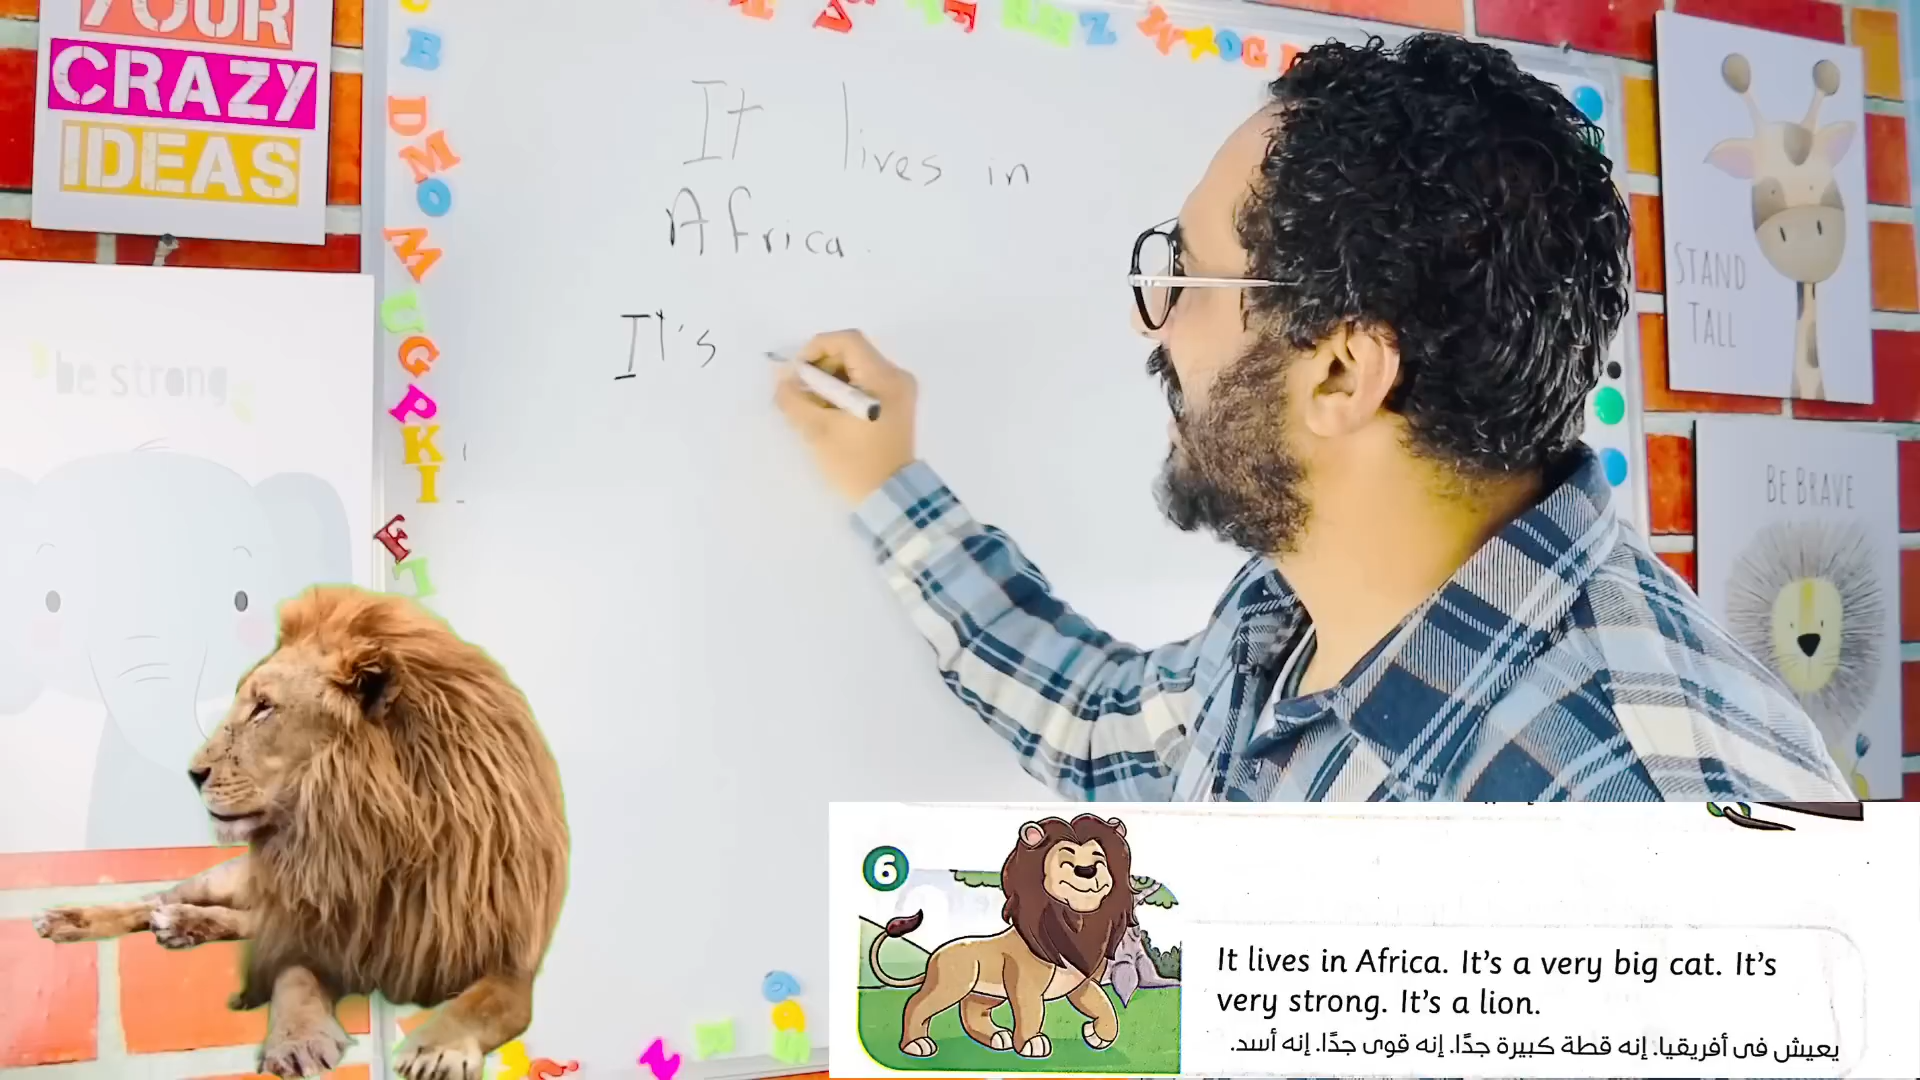 YOUR
CRAZY
IDEAS
be strong
It lives in
Africa.
It's
STAND
TALL
BE BRAVE
6
It lives in Africa. It's a very big cat. It's
very strong. It's a lion.
يعيش فى أفريقيا. إنه قطة كبيرة جدًا. إنه قوى جدًا. إنه أسد.